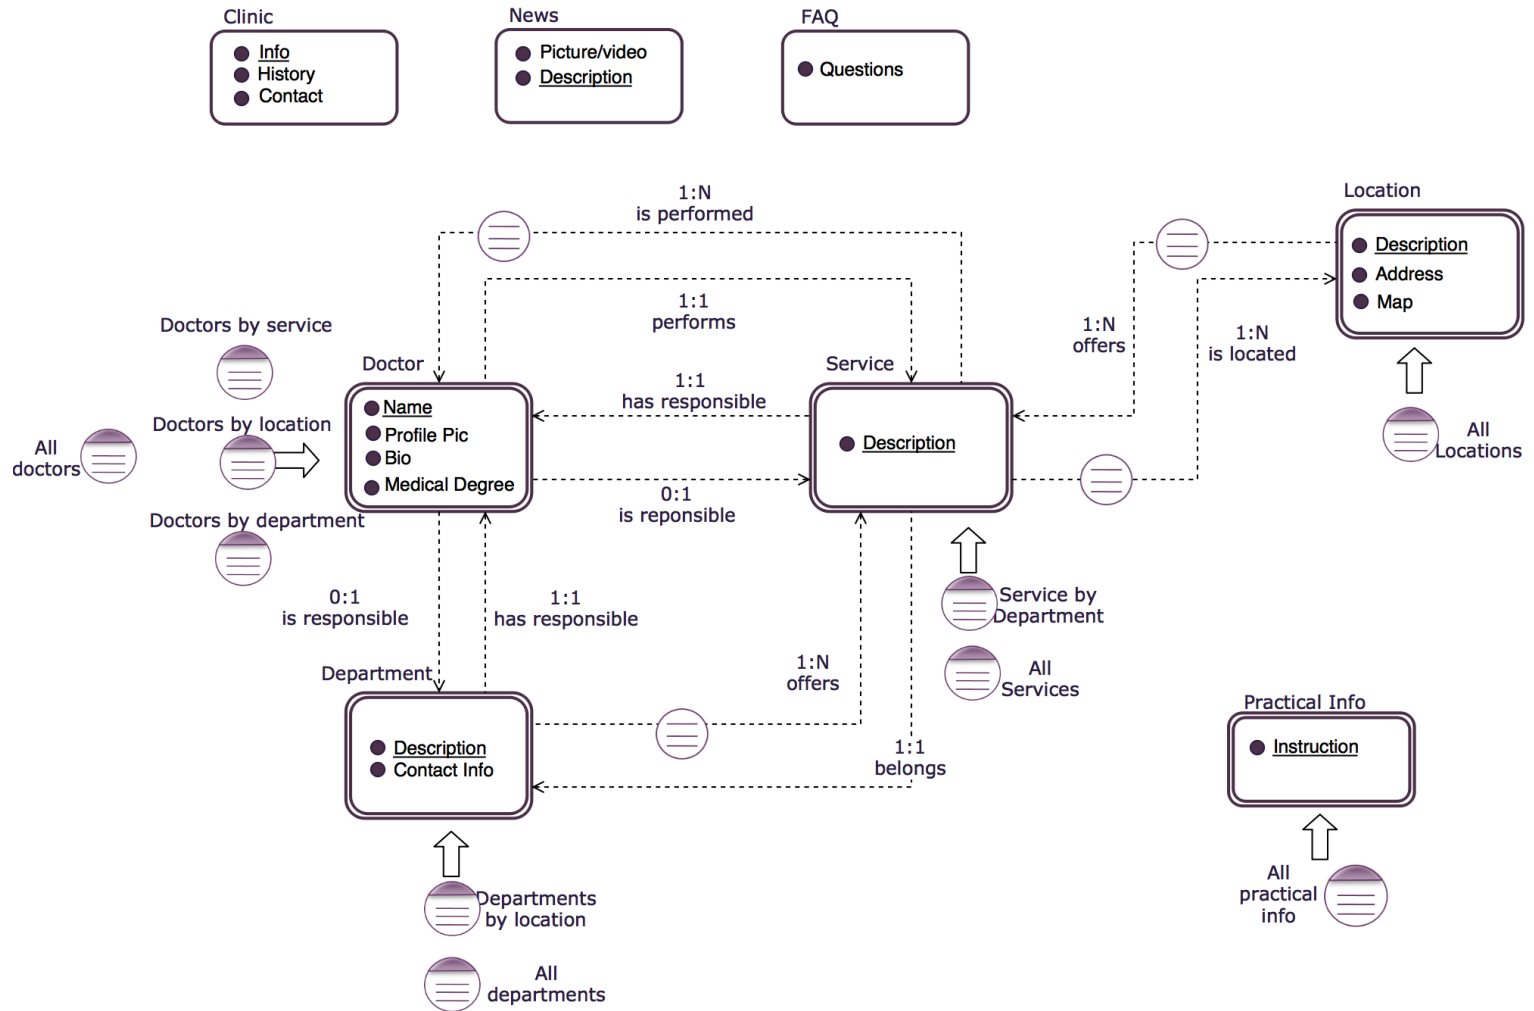 Clinic
Info
History
Contact
News
Picture/video
Description
FAQ
Questions
1:N
is performed
1:1
performs
Location
Description
Address
Map
1:N
offers
1:N
is located
Doctors by service
Doctors by location
Doctors by department
All
doctors
Doctor
Name
Profile Pic
Bio
Medical Degree
1:1
has responsible
0:1
is reponsible
Service
Description
All
Locations
0:1
is responsible
1:1
has responsible
Service by
Department
All
Services
Department
Description
Contact Info
1:N
offers
1:1
belongs
Practical Info
Instruction
All
practical
info
Departments
by location
All
departments